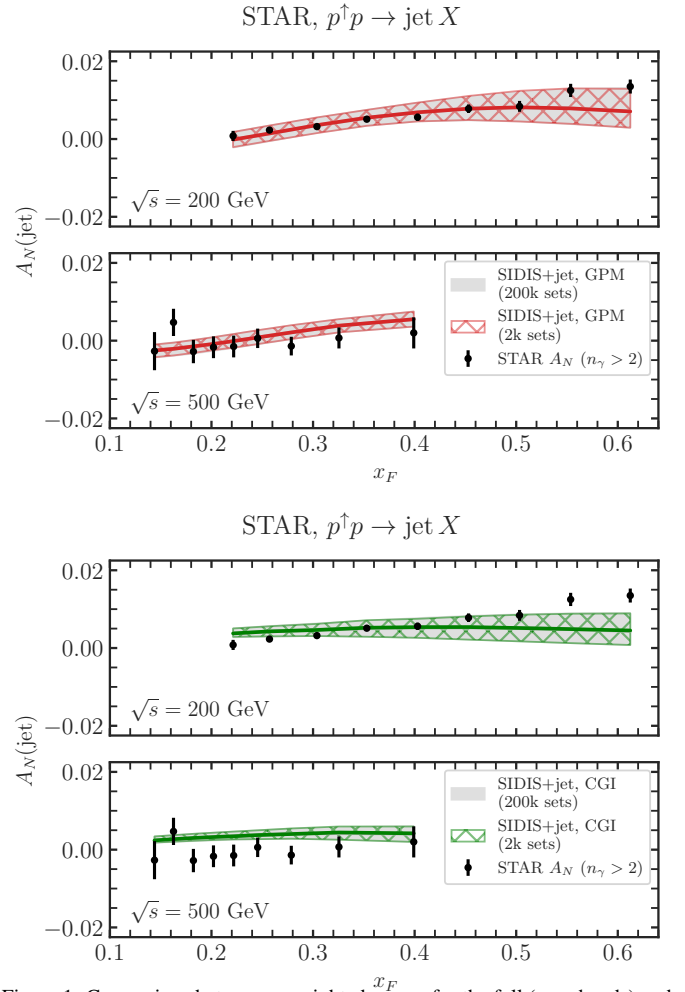 STAR, p↑p → jet X
0.02
0.00
−0.02
√s = 200 GeV
A_N(jet)
0.02
0.00
−0.02
√s = 500 GeV
SIDIS+jet, GPM
(200k sets)
SIDIS+jet, GPM
(2k sets)
STAR A_N (n_γ > 2)
0.1 0.2 0.3 0.4 0.5 0.6
x_F
STAR, p↑p → jet X
0.02
0.00
−0.02
√s = 200 GeV
A_N(jet)
0.02
0.00
−0.02
√s = 500 GeV
SIDIS+jet, CGI
(200k sets)
SIDIS+jet, CGI
(2k sets)
STAR A_N (n_γ > 2)
0.1 0.2 0.3 0.4 0.5 0.6
x_F